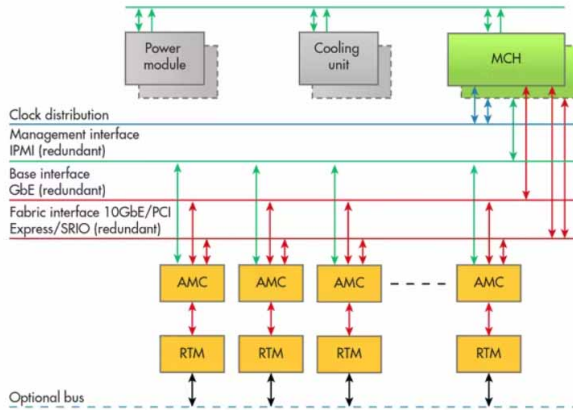 Power
module
Cooling
unit
MCH
Clock distribution
Management interface
IPMI (redundant)
Base interface
GbE (redundant)
Fabric interface 10GbE/PCI
Express/SRIO (redundant)
AMC
AMC
AMC
AMC
RTM
RTM
RTM
RTM
Optional bus